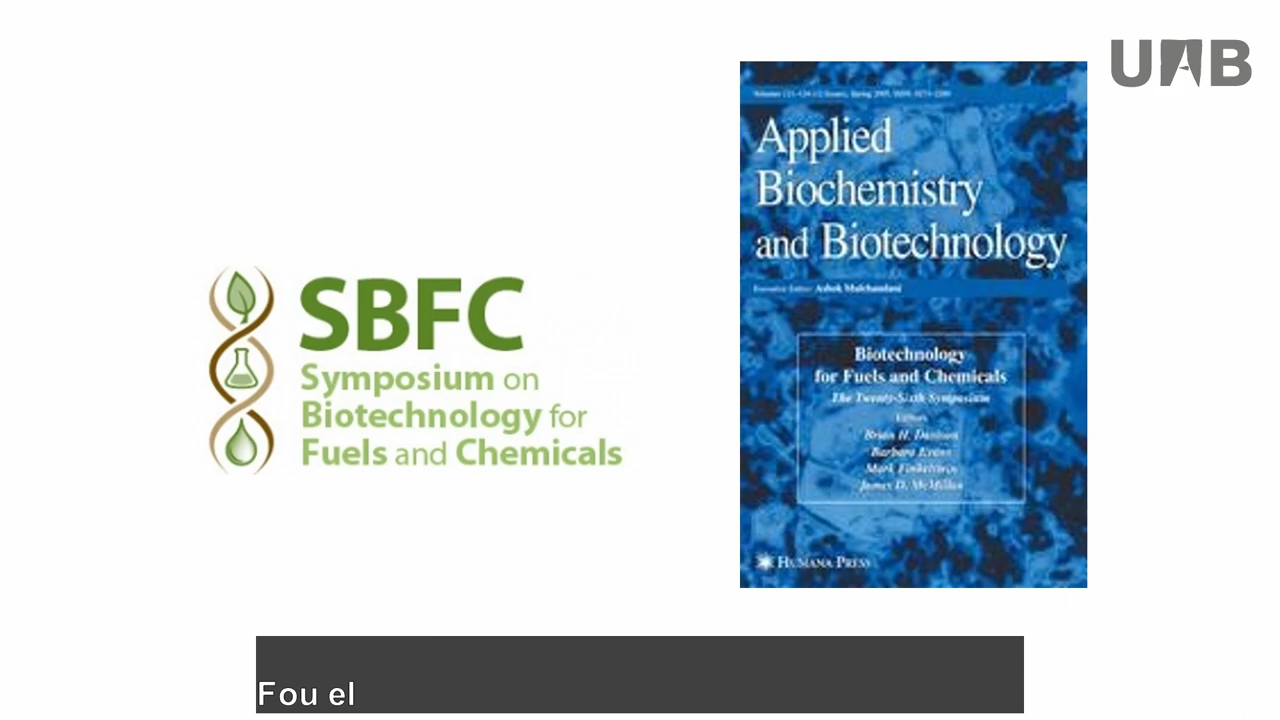 UAB
Applied
Biochemistry
and Biotechnology
Executive Editor: Ashok Mulchandani
SBFC
Symposium on
Biotechnology for
Fuels and Chemicals
Biotechnology
for Fuels and Chemicals
The Twenty-Sixth Symposium
Editors
Brian H. Davison
Barbara Evans
Mark Finkelstein
James D. McMillan
HUMANA PRESS
Fou el